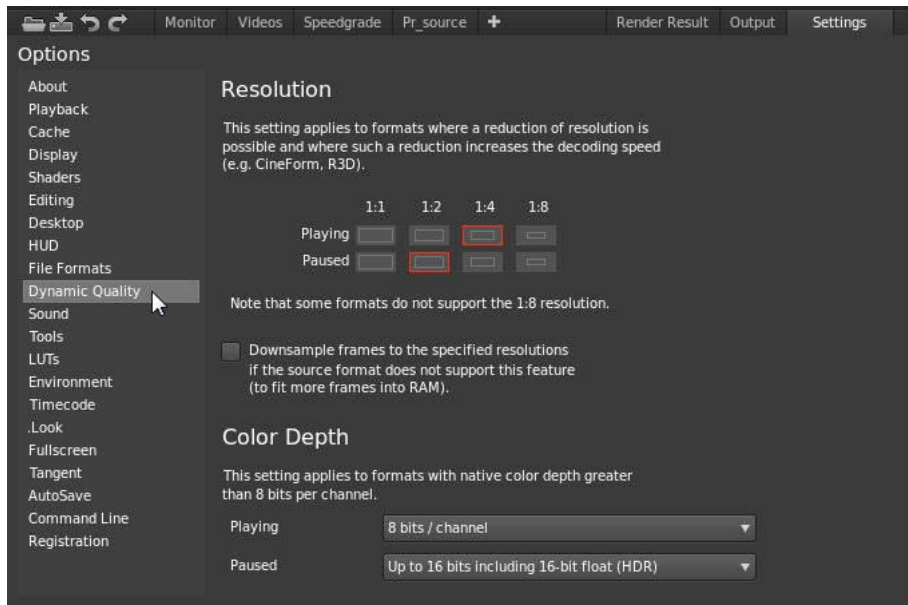 Monitor Videos Speedgrade Pr_source + Render Result Output Settings
Options
About
Playback
Cache
Display
Shaders
Editing
Desktop
HUD
File Formats
Dynamic Quality
Sound
Tools
LUTs
Environment
Timecode
.Look
Fullscreen
Tangent
AutoSave
Command Line
Registration
Resolution
This setting applies to formats where a reduction of resolution is
possible and where such a reduction increases the decoding speed
(e.g. CineForm, R3D).
1:1 1:2 1:4 1:8
Playing
Paused
Note that some formats do not support the 1:8 resolution.
Downsample frames to the specified resolutions
if the source format does not support this feature
(to fit more frames into RAM).
Color Depth
This setting applies to formats with native color depth greater
than 8 bits per channel.
Playing 8 bits / channel
Paused Up to 16 bits including 16-bit float (HDR)